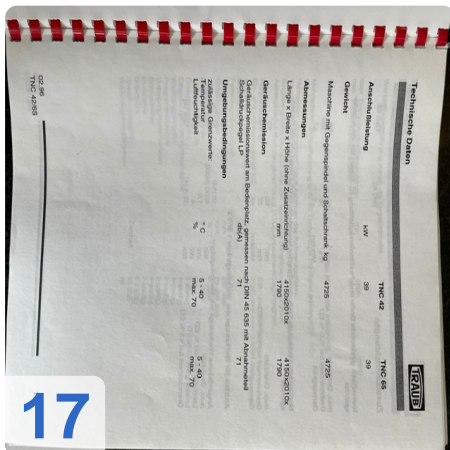 Technische Daten
TRAUB
TNC 42 TNC 65
Anschlußleistung kW 39 39
Gewicht
Maschine mit Gegenspindel und Schaltschrank kg 4725 4725
Abmessungen
Länge x Breite x Höhe (ohne Zusatzeinrichtung) mm 4150x2010x 4150x2010x
1790 1790
Geräuschemission
Geräuschemissionswert am Bedienplatz, gemessen nach DIN 45 635 mit Abnahmeteil
Schalldruckpegel LP db(A) 71 71
Umgebungsbedingungen
zulässige Grenzwerte:
Temperatur ° C 5 - 40 5 - 40
Luftfeuchtigkeit % max. 70 max. 70
02.96
TNC 42/65
17